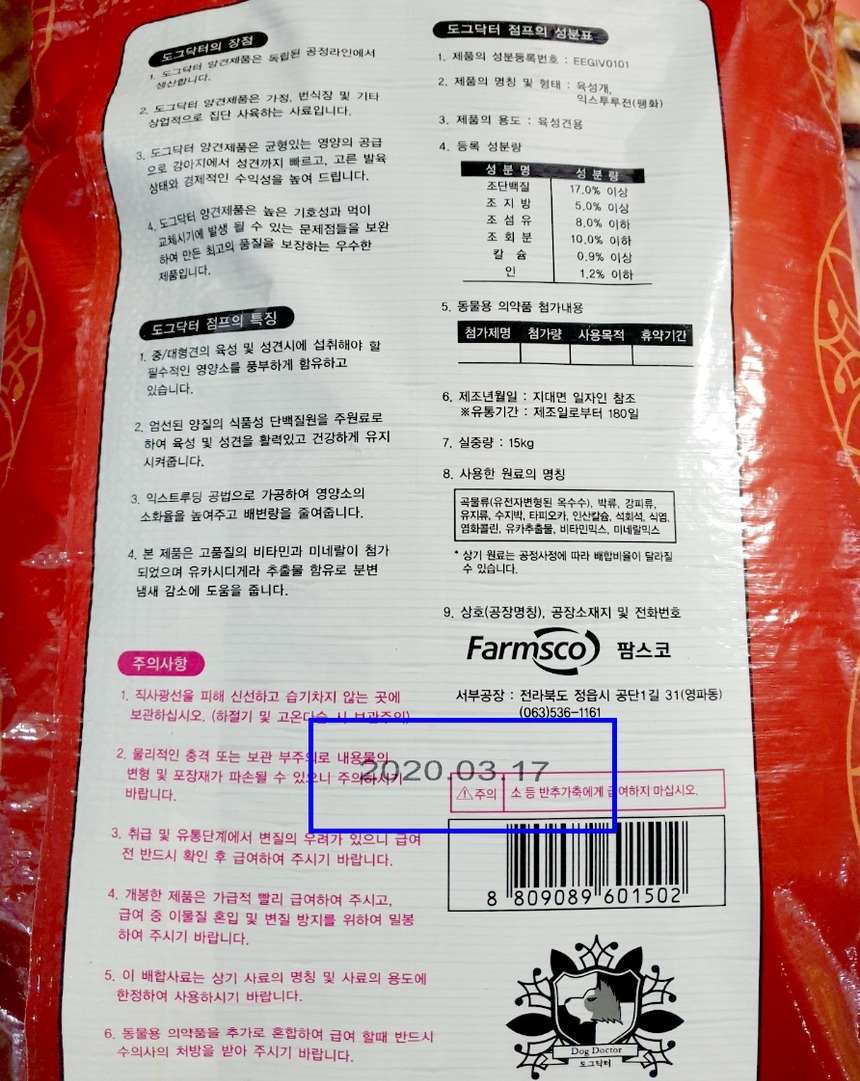 도그닥터의 장점
1. 도그닥터 양견제품은 독립된 공정라인에서
생산합니다.
2. 도그닥터 양견제품은 가정, 번식장 및 기타
상업적으로 집단 사육하는 사료입니다.
3. 도그닥터 양견제품은 균형있는 영양의 공급
으로 강아지에서 성견까지 빠르고, 고른 발육
상태와 경제적인 수익성을 높여 드립니다.
4. 도그닥터 양견제품은 높은 기호성과 먹이
교체시기에 발생 될 수 있는 문제점들을 보완
하여 만든 최고의 품질을 보장하는 우수한
제품입니다.
도그닥터 점프의 특징
1. 중/대형견의 육성 및 성견시에 섭취해야 할
필수적인 영양소를 풍부하게 함유하고
있습니다.
2. 엄선된 양질의 식품성 단백질원을 주원료로
하여 육성 및 성견을 활력있고 건강하게 유지
시켜줍니다.
3. 익스트루딩 공법으로 가공하여 영양소의
소화율을 높여주고 배변량을 줄여줍니다.
4. 본 제품은 고품질의 비타민과 미네랄이 첨가
되었으며 유카시디게라 추출물 함유로 분변
냄새 감소에 도움을 줍니다.
주의사항
1. 직사광선을 피해 신선하고 습기차지 않는 곳에
보관하십시오. (하절기 및 고온다습 시 보관주의)
2. 물리적인 충격 또는 보관 부주의로 내용물의
변형 및 포장재가 파손될 수 있으니 주의하시기
바랍니다.
3. 취급 및 유통단계에서 변질의 우려가 있으니 급여
전 반드시 확인 후 급여하여 주시기 바랍니다.
4. 개봉한 제품은 가급적 빨리 급여하여 주시고,
급여 중 이물질 혼입 및 변질 방지를 위하여 밀봉
하여 주시기 바랍니다.
5. 이 배합사료는 상기 사료의 명칭 및 사료의 용도에
한정하여 사용하시기 바랍니다.
6. 동물용 의약품을 추가로 혼합하여 급여 할때 반드시
수의사의 처방을 받아 주시기 바랍니다.
도그닥터 점프의 성분표
1. 제품의 성분등록번호 : EEGIV0101
2. 제품의 명칭 및 형태 : 육성개,
익스투루전(팽화)
3. 제품의 용도 : 육성견용
4. 등록 성분량
성 분 명 성 분 량
조단백질 17.0% 이상
조 지 방 5.0% 이상
조 섬 유 8.0% 이하
조 회 분 10.0% 이하
칼 슘 0.9% 이상
인 1.2% 이하
5. 동물용 의약품 첨가내용
첨가제명 첨가량 사용목적 휴약기간
6. 제조년월일 : 지대면 일자인 참조
※유통기간 : 제조일로부터 180일
7. 실중량 : 15kg
8. 사용한 원료의 명칭
곡물류(유전자변형된 옥수수), 박류, 강피류,
유지류, 수지박, 타피오카, 인산칼슘, 석회석, 식염,
염화콜린, 유카추출물, 비타민믹스, 미네랄믹스
* 상기 원료는 공정사정에 따라 배합비율이 달라질
수 있습니다.
9. 상호(공장명칭), 공장소재지 및 전화번호
Farmsco 팜스코
서부공장 : 전라북도 정읍시 공단1길 31(영파동)
(063)536-1161
2020.03.17
⚠주의 소 등 반추가축에게 급여하지 마십시오.
8 809089 601502
Dog Doctor
도그닥터